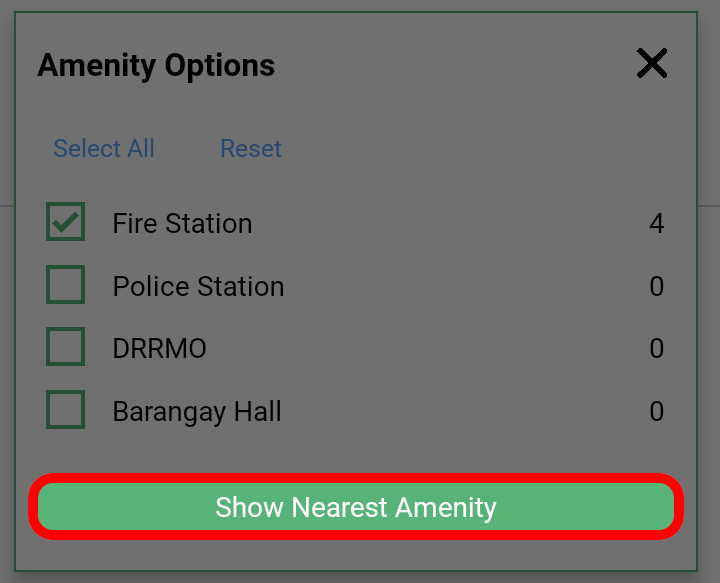 Amenity Options
Select All Reset
Fire Station 4
Police Station 0
DRRMO 0
Barangay Hall 0
Show Nearest Amenity